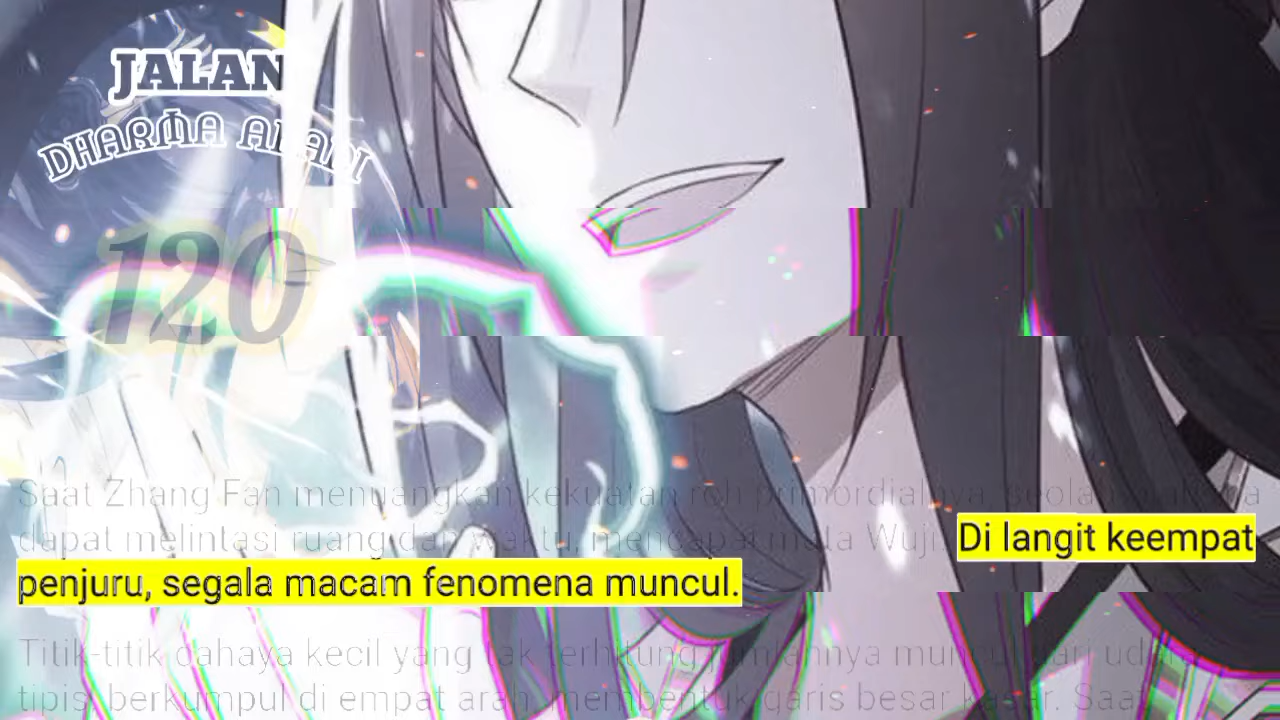 JALAN
DHARMA ABADI
120
Saat Zhang Fan menuangkan kekuatan roh primordialnya, seolah
dapat melintasi ruang dan waktu, mencapai mata Wuji. Di langit keempat
penjuru, segala macam fenomena muncul.
Titik-titik cahaya kecil yang tak terhitung jumlahnya muncul dari udara
tipis, berkumpul di empat arah, membentuk garis besar kasar. Saat